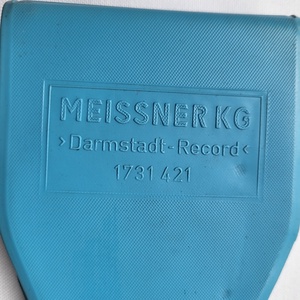 MEISSNER KG
›Darmstadt-Record‹
1731 421